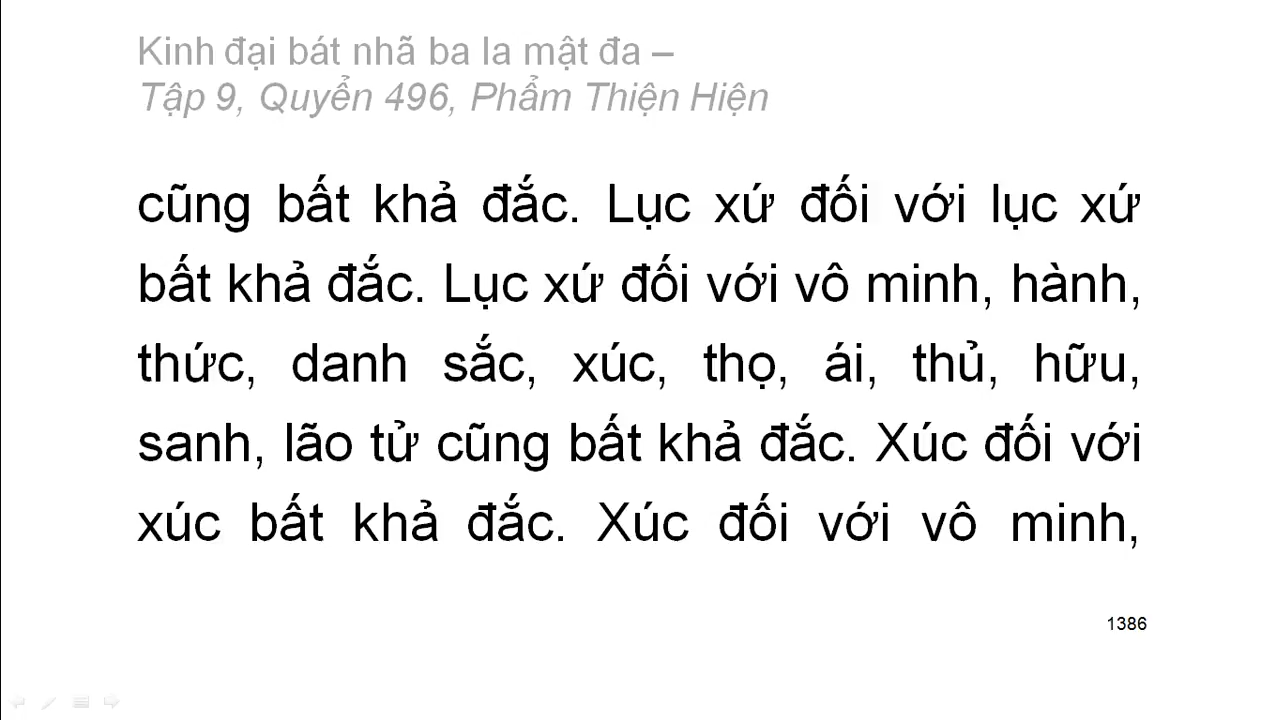 Kinh đại bát nhã ba la mật đa –
Tập 9, Quyển 496, Phẩm Thiện Hiện
cũng bất khả đắc. Lục xứ đối với lục xứ
bất khả đắc. Lục xứ đối với vô minh, hành,
thức, danh sắc, xúc, thọ, ái, thủ, hữu,
sanh, lão tử cũng bất khả đắc. Xúc đối với
xúc bất khả đắc. Xúc đối với vô minh,
1386